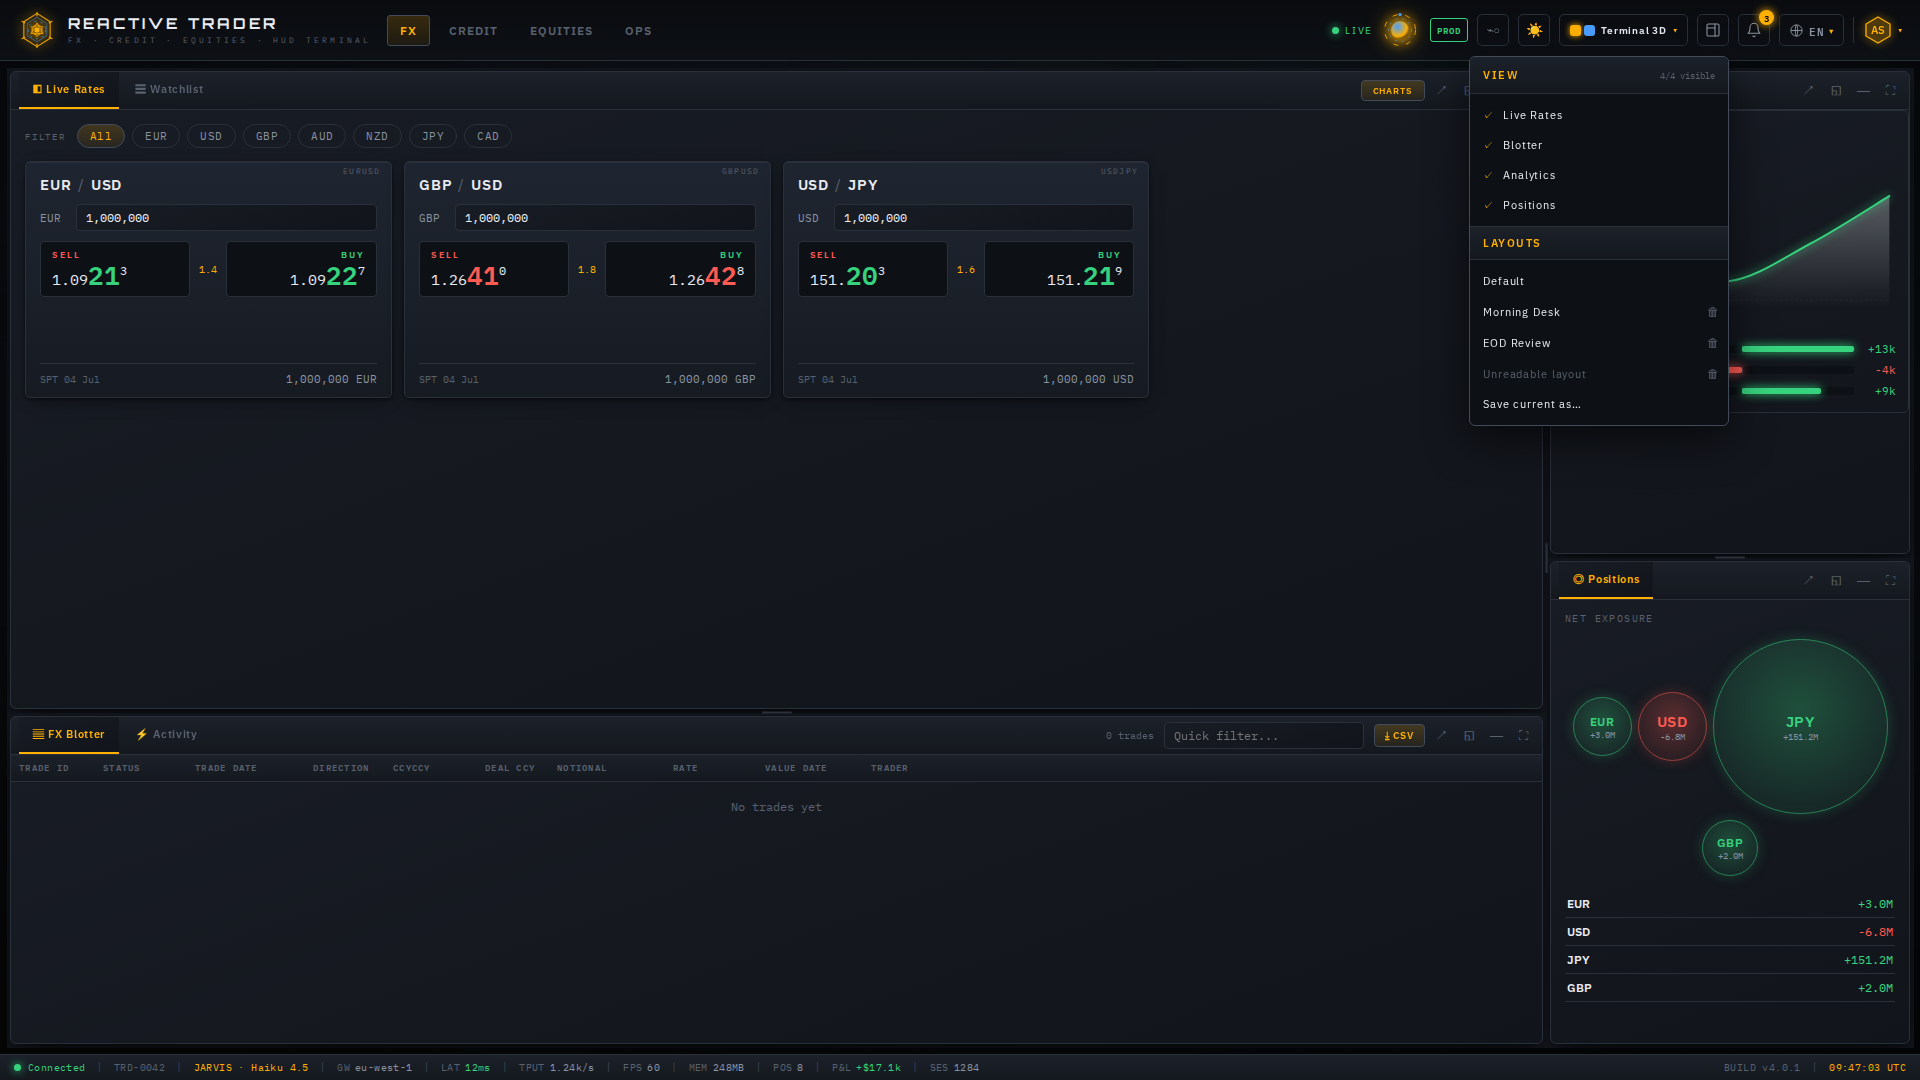 REACTIVE TRADER
FX · CREDIT · EQUITIES · HUD TERMINAL
FX CREDIT EQUITIES OPS
LIVE PROD Terminal 3D 3 EN AS
Live Rates Watchlist CHARTS
FILTER All EUR USD GBP AUD NZD JPY CAD
EURUSD
EUR / USD
EUR 1,000,000
SELL 1.09213
1.4
BUY 1.09227
SPT 04 Jul 1,000,000 EUR
GBPUSD
GBP / USD
GBP 1,000,000
SELL 1.26410
1.8
BUY 1.26428
SPT 04 Jul 1,000,000 GBP
USDJPY
USD / JPY
USD 1,000,000
SELL 151.203
1.6
BUY 151.219
SPT 04 Jul 1,000,000 USD
VIEW 4/4 visible
✓ Live Rates
✓ Blotter
✓ Analytics
✓ Positions
LAYOUTS
Default
Morning Desk
EOD Review
Unreadable layout
Save current as…
+13k
-4k
+9k
FX Blotter Activity 0 trades Quick filter... CSV
TRADE ID STATUS TRADE DATE DIRECTION CCYCCY DEAL CCY NOTIONAL RATE VALUE DATE TRADER
No trades yet
Positions
NET EXPOSURE
EUR +3.0M
USD -6.8M
JPY +151.2M
GBP +2.0M
EUR +3.0M
USD -6.8M
JPY +151.2M
GBP +2.0M
Connected TRD-0042 JARVIS · Haiku 4.5 GW eu-west-1 LAT 12ms TPUT 1.24k/s FPS 60 MEM 248MB POS 8 P&L +$17.1k SES 1284 BUILD v4.0.1 09:47:03 UTC